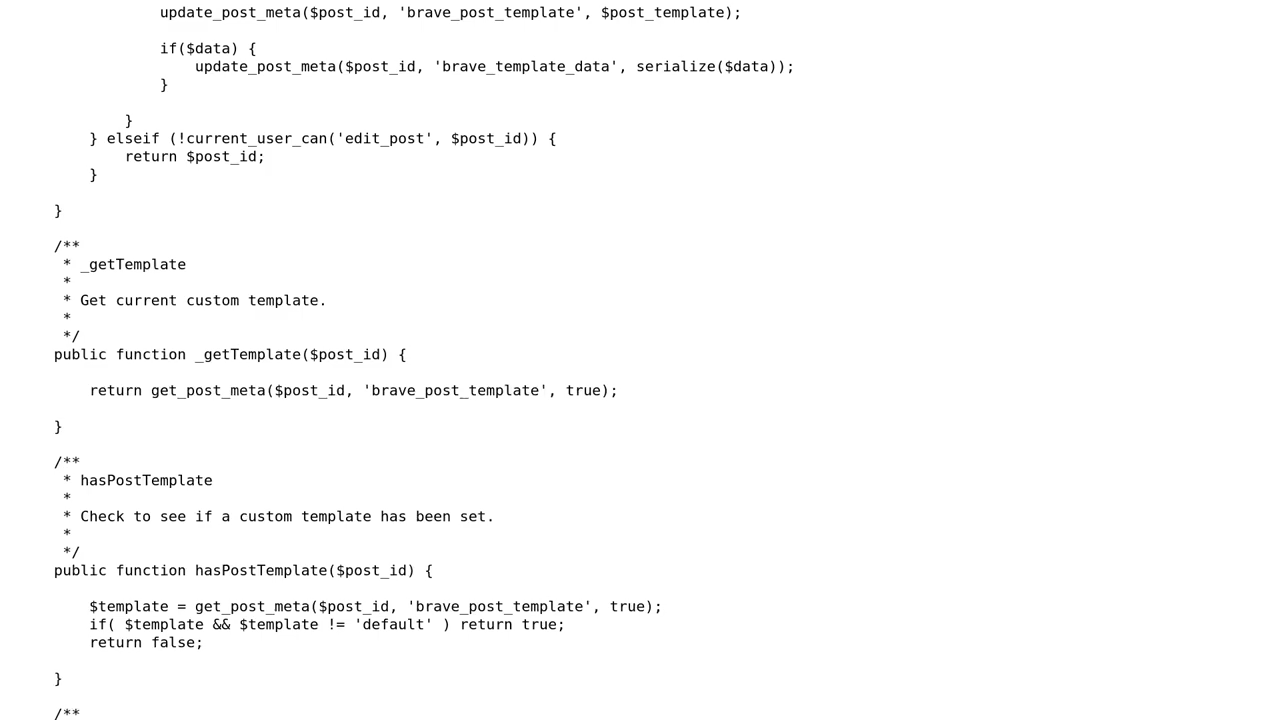 update_post_meta($post_id, 'brave_post_template', $post_template);
if($data) {
update_post_meta($post_id, 'brave_template_data', serialize($data));
}
}
} elseif (!current_user_can('edit_post', $post_id)) {
return $post_id;
}
}
/**
* _getTemplate
*
* Get current custom template.
*
*/
public function _getTemplate($post_id) {
return get_post_meta($post_id, 'brave_post_template', true);
}
/**
* hasPostTemplate
*
* Check to see if a custom template has been set.
*
*/
public function hasPostTemplate($post_id) {
$template = get_post_meta($post_id, 'brave_post_template', true);
if( $template && $template != 'default' ) return true;
return false;
}
/**